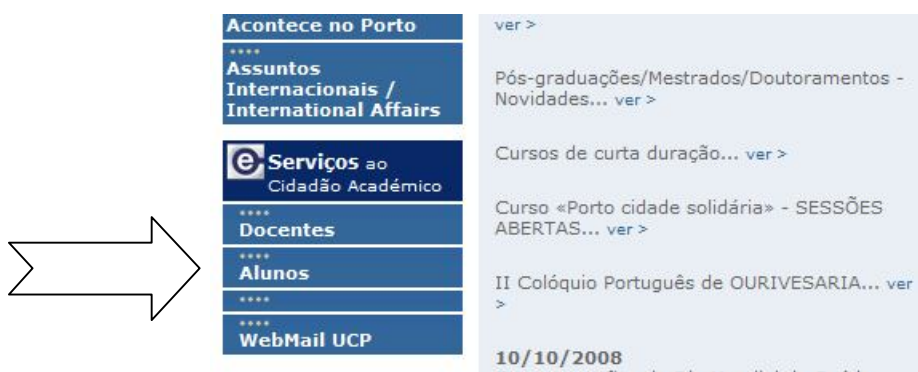 Acontece no Porto
Assuntos
Internacionais /
International Affairs
e Serviços ao
Cidadão Académico
Docentes
Alunos
WebMail UCP
ver >
Pós-graduações/Mestrados/Doutoramentos -
Novidades... ver >
Cursos de curta duração... ver >
Curso «Porto cidade solidária» - SESSÕES
ABERTAS... ver >
II Colóquio Português de OURIVESARIA... ver
>
10/10/2008